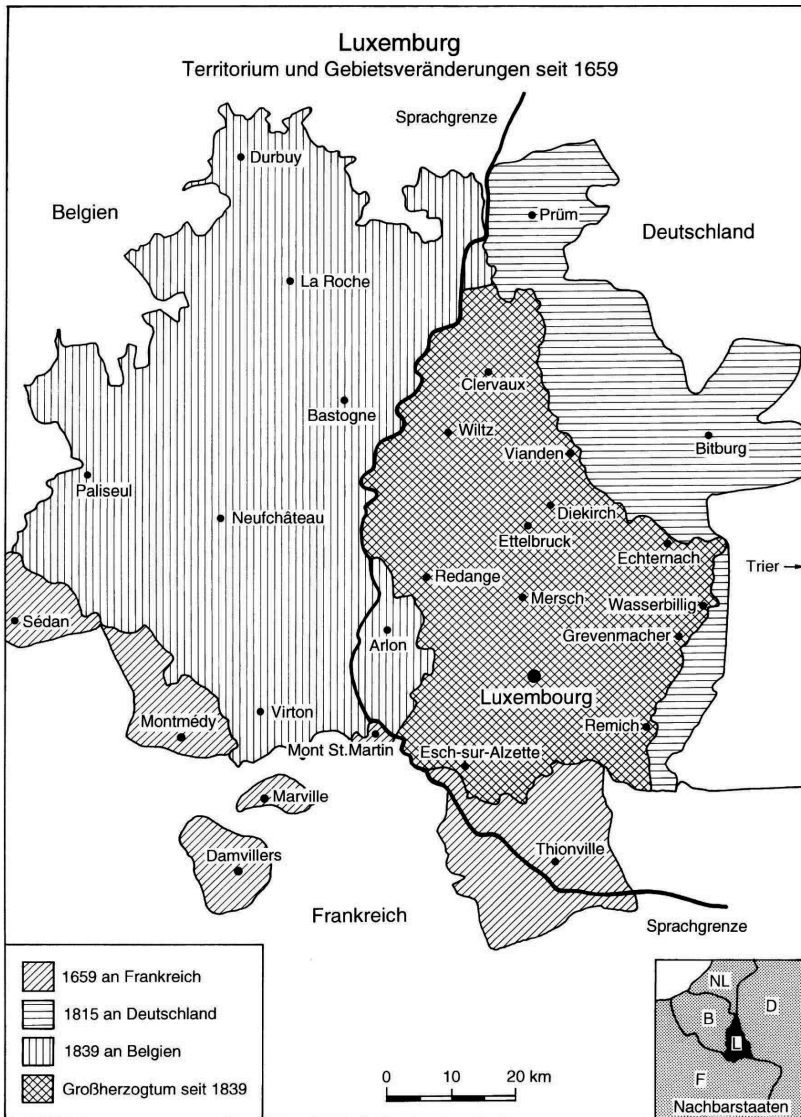 Luxemburg
Territorium und Gebietsveränderungen seit 1659
Sprachgrenze
Durbuy
Belgien
Prüm
Deutschland
La Roche
Clervaux
Bastogne
Wiltz
Vianden
Bitburg
Paliseul
Neufchâteau
Diekirch
Ettelbruck
Echternach
Trier
Redange
Mersch
Wasserbillig
Sédan
Arlon
Grevenmacher
Luxembourg
Virton
Montmédy
Remich
Mont St.Martin
Esch-sur-Alzette
Marville
Thionville
Damvillers
Frankreich
Sprachgrenze
1659 an Frankreich
1815 an Deutschland
1839 an Belgien
Großherzogtum seit 1839
0 10 20 km
NL
D
B
L
F
Nachbarstaaten